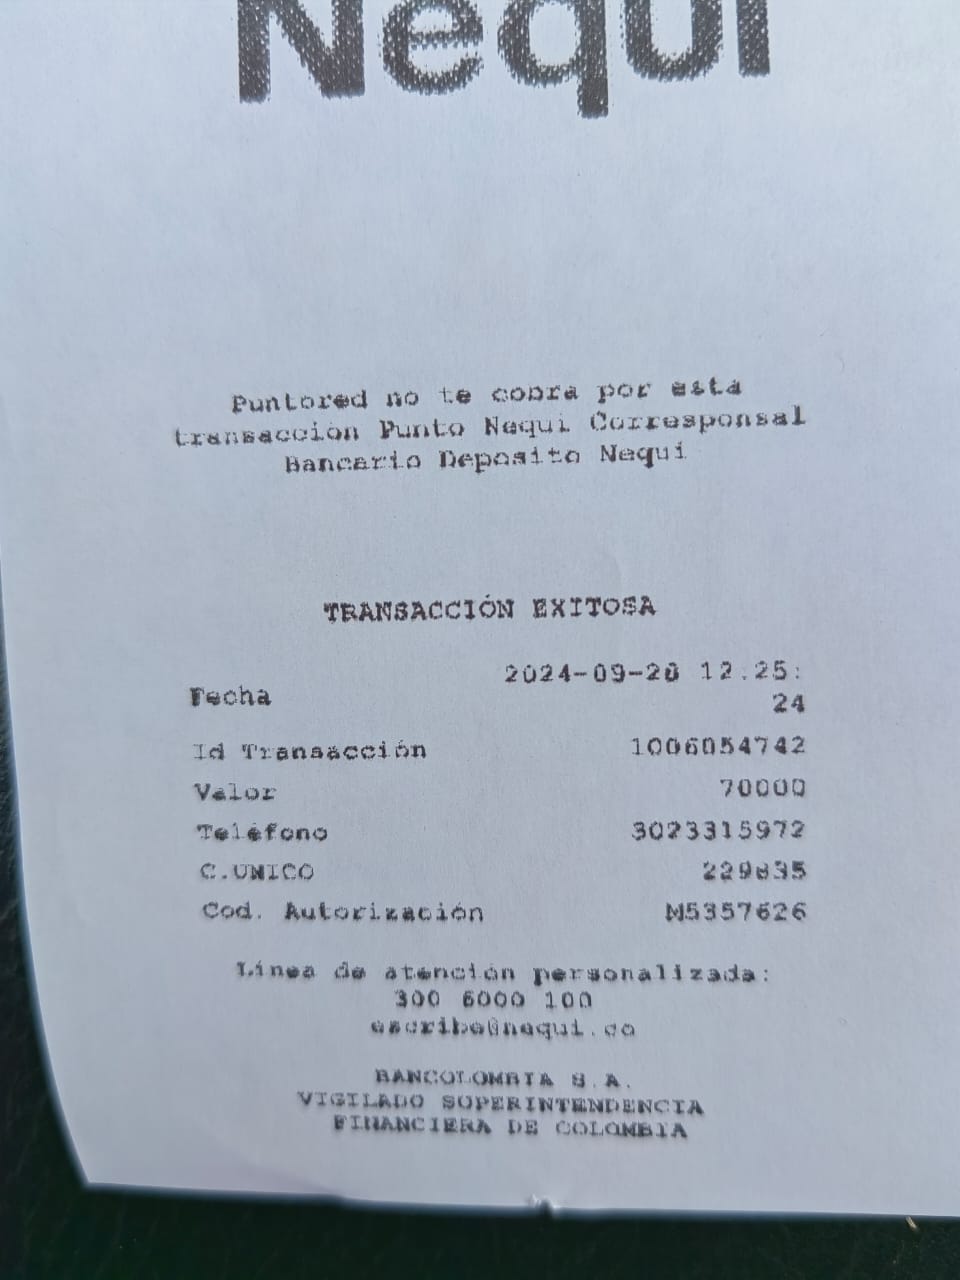 Nequi
Puntored no te cobra por esta
transacción Punto Nequi Corresponsal
Bancario Deposito Nequi
TRANSACCIÓN EXITOSA
Fecha 2024-09-28 12:25:
24
Id Transacción 1006054742
Valor 70000
Teléfono 3023315972
C.UNICO 229835
Cod. Autorización M5357626
Línea de atención personalizada:
300 6000 100
escribe@nequi.co
BANCOLOMBIA S.A.
VIGILADO SUPERINTENDENCIA
FINANCIERA DE COLOMBIA